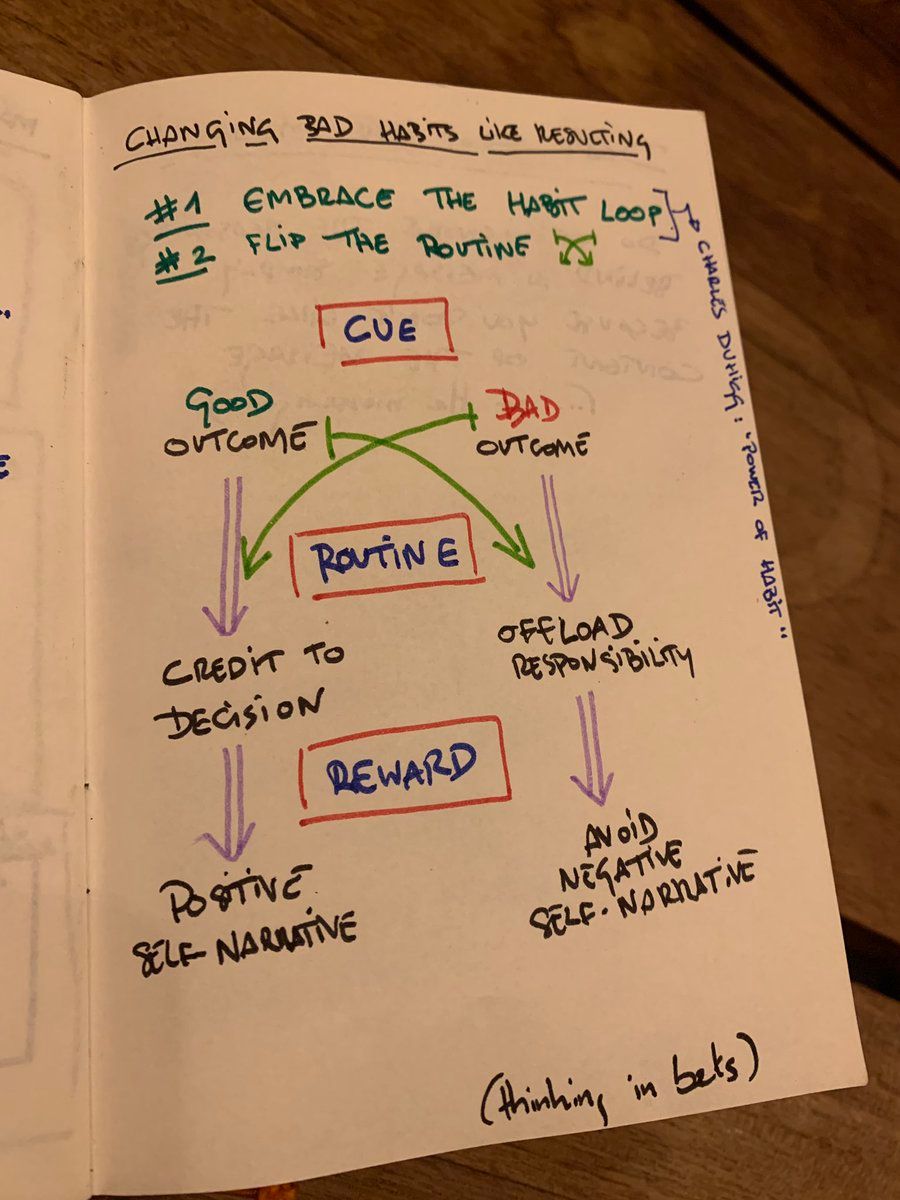 CHANGING BAD HABITS LIKE RESULTING
#1 EMBRACE THE HABIT LOOP
#2 FLIP THE ROUTINE
CHARLES DUHIGG: "POWER OF HABIT"
CUE
GOOD
OUTCOME
BAD
OUTCOME
ROUTINE
CREDIT TO
DECISION
OFFLOAD
RESPONSIBILITY
REWARD
POSITIVE
SELF-NARRATIVE
AVOID
NEGATIVE
SELF-NARRATIVE
(thinking in bets)